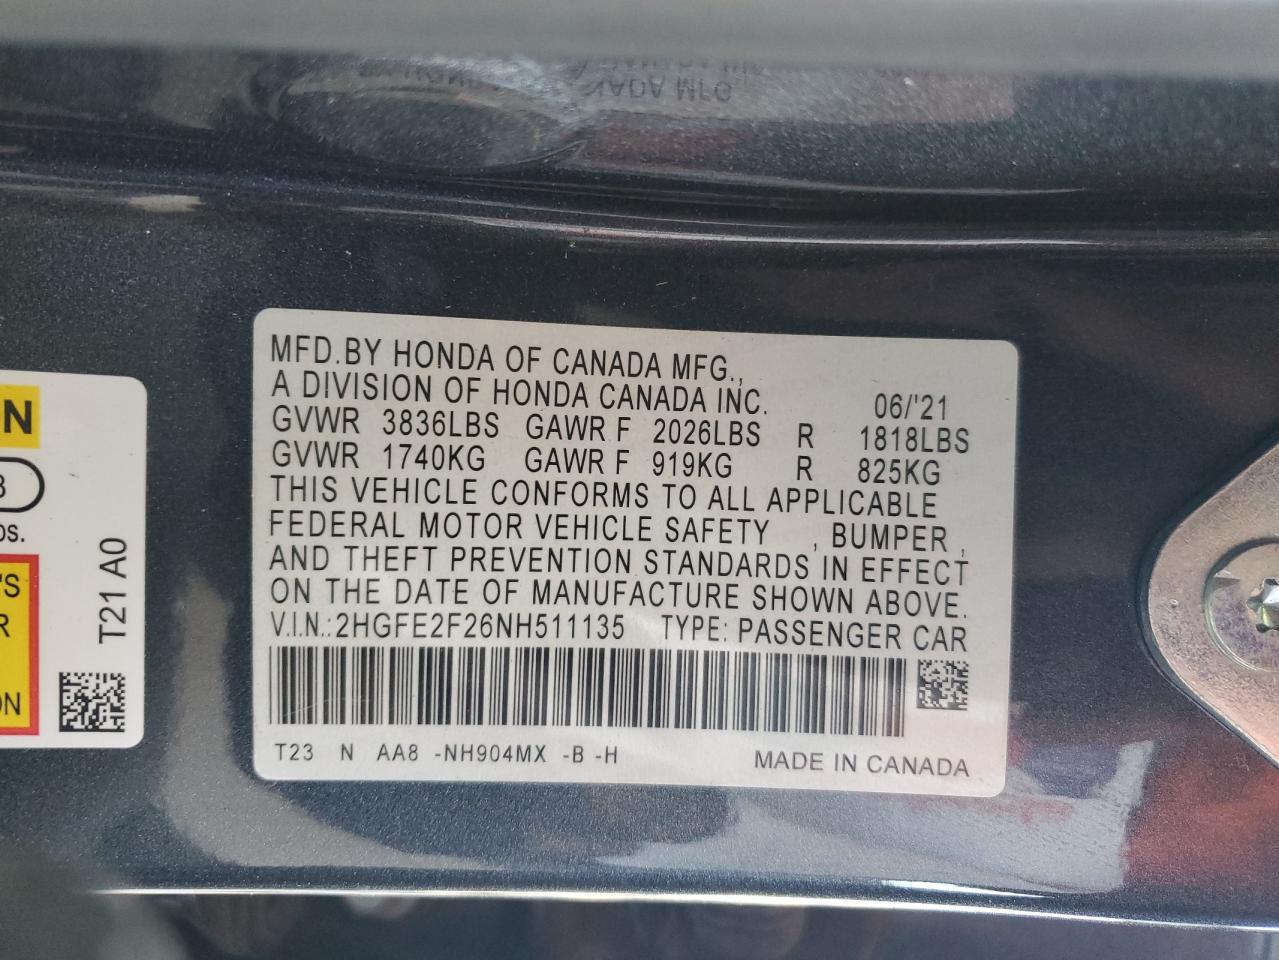 MFD.BY HONDA OF CANADA MFG.,
A DIVISION OF HONDA CANADA INC. 06/'21
GVWR 3836LBS GAWR F 2026LBS R 1818LBS
GVWR 1740KG GAWR F 919KG R 825KG
THIS VEHICLE CONFORMS TO ALL APPLICABLE
FEDERAL MOTOR VEHICLE SAFETY , BUMPER ,
AND THEFT PREVENTION STANDARDS IN EFFECT
ON THE DATE OF MANUFACTURE SHOWN ABOVE.
V.I.N.:2HGFE2F26NH511135 TYPE: PASSENGER CAR
T23 N AA8 -NH904MX -B -H MADE IN CANADA
T21 A0